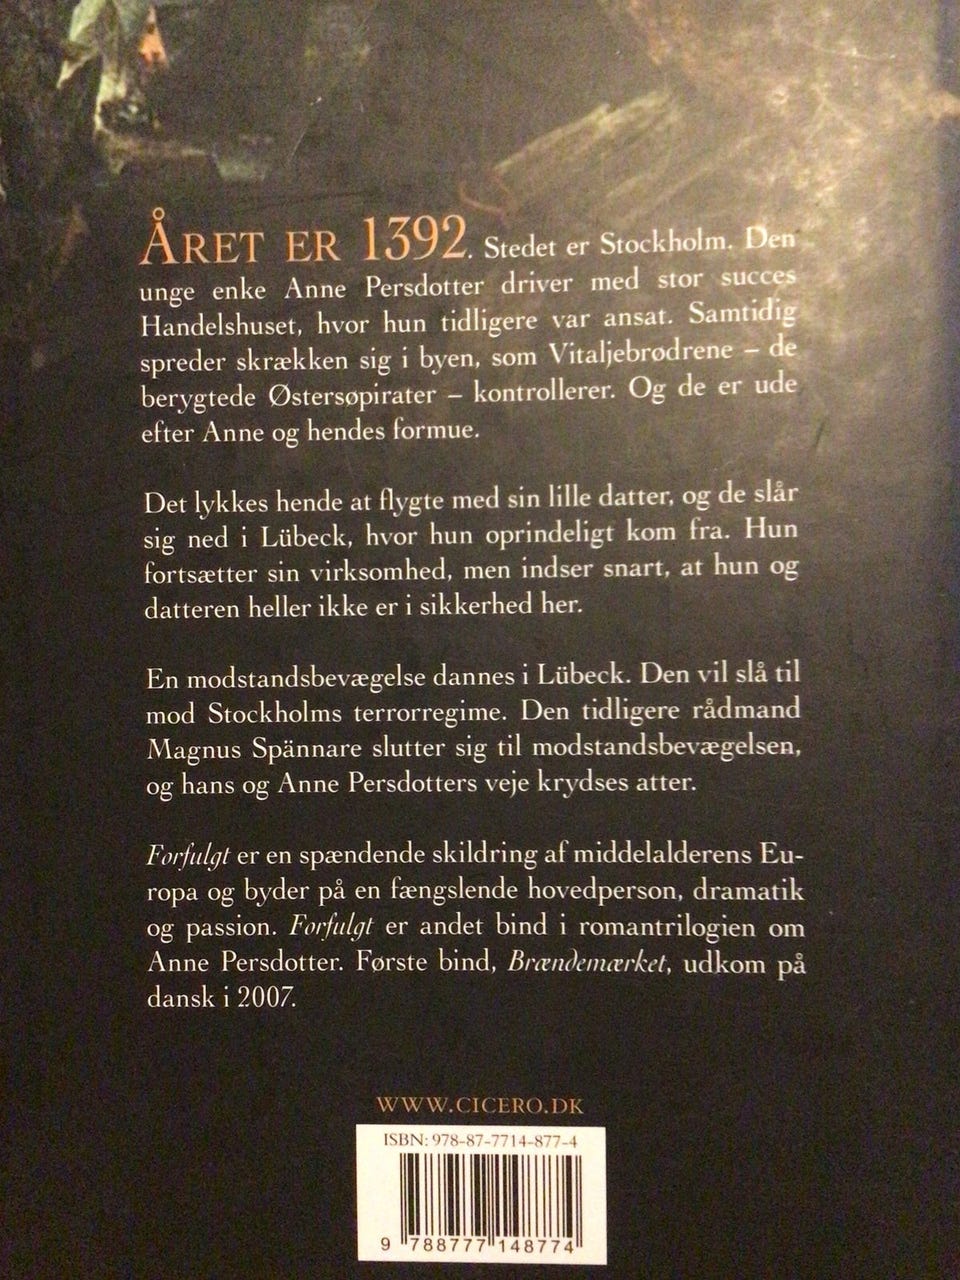 ÅRET ER 1392. Stedet er Stockholm. Den
unge enke Anne Persdotter driver med stor succes
Handelshuset, hvor hun tidligere var ansat. Samtidig
spreder skrækken sig i byen, som Vitaljebrødrene – de
berygtede Østersøpirater – kontrollerer. Og de er ude
efter Anne og hendes formue.
Det lykkes hende at flygte med sin lille datter, og de slår
sig ned i Lübeck, hvor hun oprindeligt kom fra. Hun
fortsætter sin virksomhed, men indser snart, at hun og
datteren heller ikke er i sikkerhed her.
En modstandsbevægelse dannes i Lübeck. Den vil slå til
mod Stockholms terrorregime. Den tidligere rådmand
Magnus Spännare slutter sig til modstandsbevægelsen,
og hans og Anne Persdotters veje krydses atter.
Forfulgt er en spændende skildring af middelalderens Eu-
ropa og byder på en fængslende hovedperson, dramatik
og passion. Forfulgt er andet bind i romantrilogien om
Anne Persdotter. Første bind, Brændemærket, udkom på
dansk i 2007.
WWW.CICERO.DK
ISBN: 978-87-7714-877-4
9 788777 148774